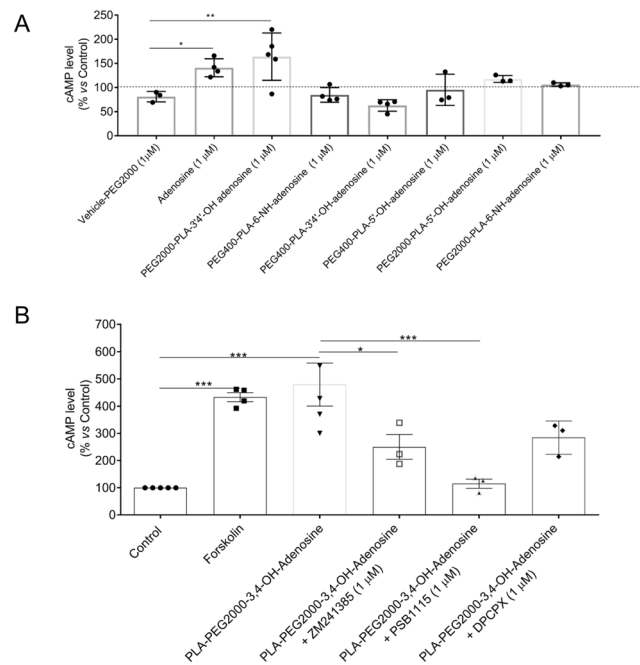 A
cAMP level
(% vs Control)
250
200
150
100
50
0
*
**
Vehicle-PEG2000 (1μM)
Adenosine (1 μM)
PEG2000-PLA-3'4'-OH adenosine (1 μM)
PEG400-PLA-6-NH-adenosine (1 μM)
PEG400-PLA-3'4'-OH-adenosine (1 μM)
PEG400-PLA-5'-OH-adenosine (1 μM)
PEG2000-PLA-5'-OH-adenosine (1 μM)
PEG2000-PLA-6-NH-adenosine (1 μM)
B
cAMP level
(% vs Control)
700
600
500
400
300
200
100
0
***
***
*
***
Control
Forskolin
PLA-PEG2000-3,4-OH-Adenosine
PLA-PEG2000-3,4-OH-Adenosine
+ ZM241385 (1 μM)
PLA-PEG2000-3,4-OH-Adenosine
+ PSB1115 (1 μM)
PLA-PEG2000-3,4-OH-Adenosine
+ DPCPX (1 μM)